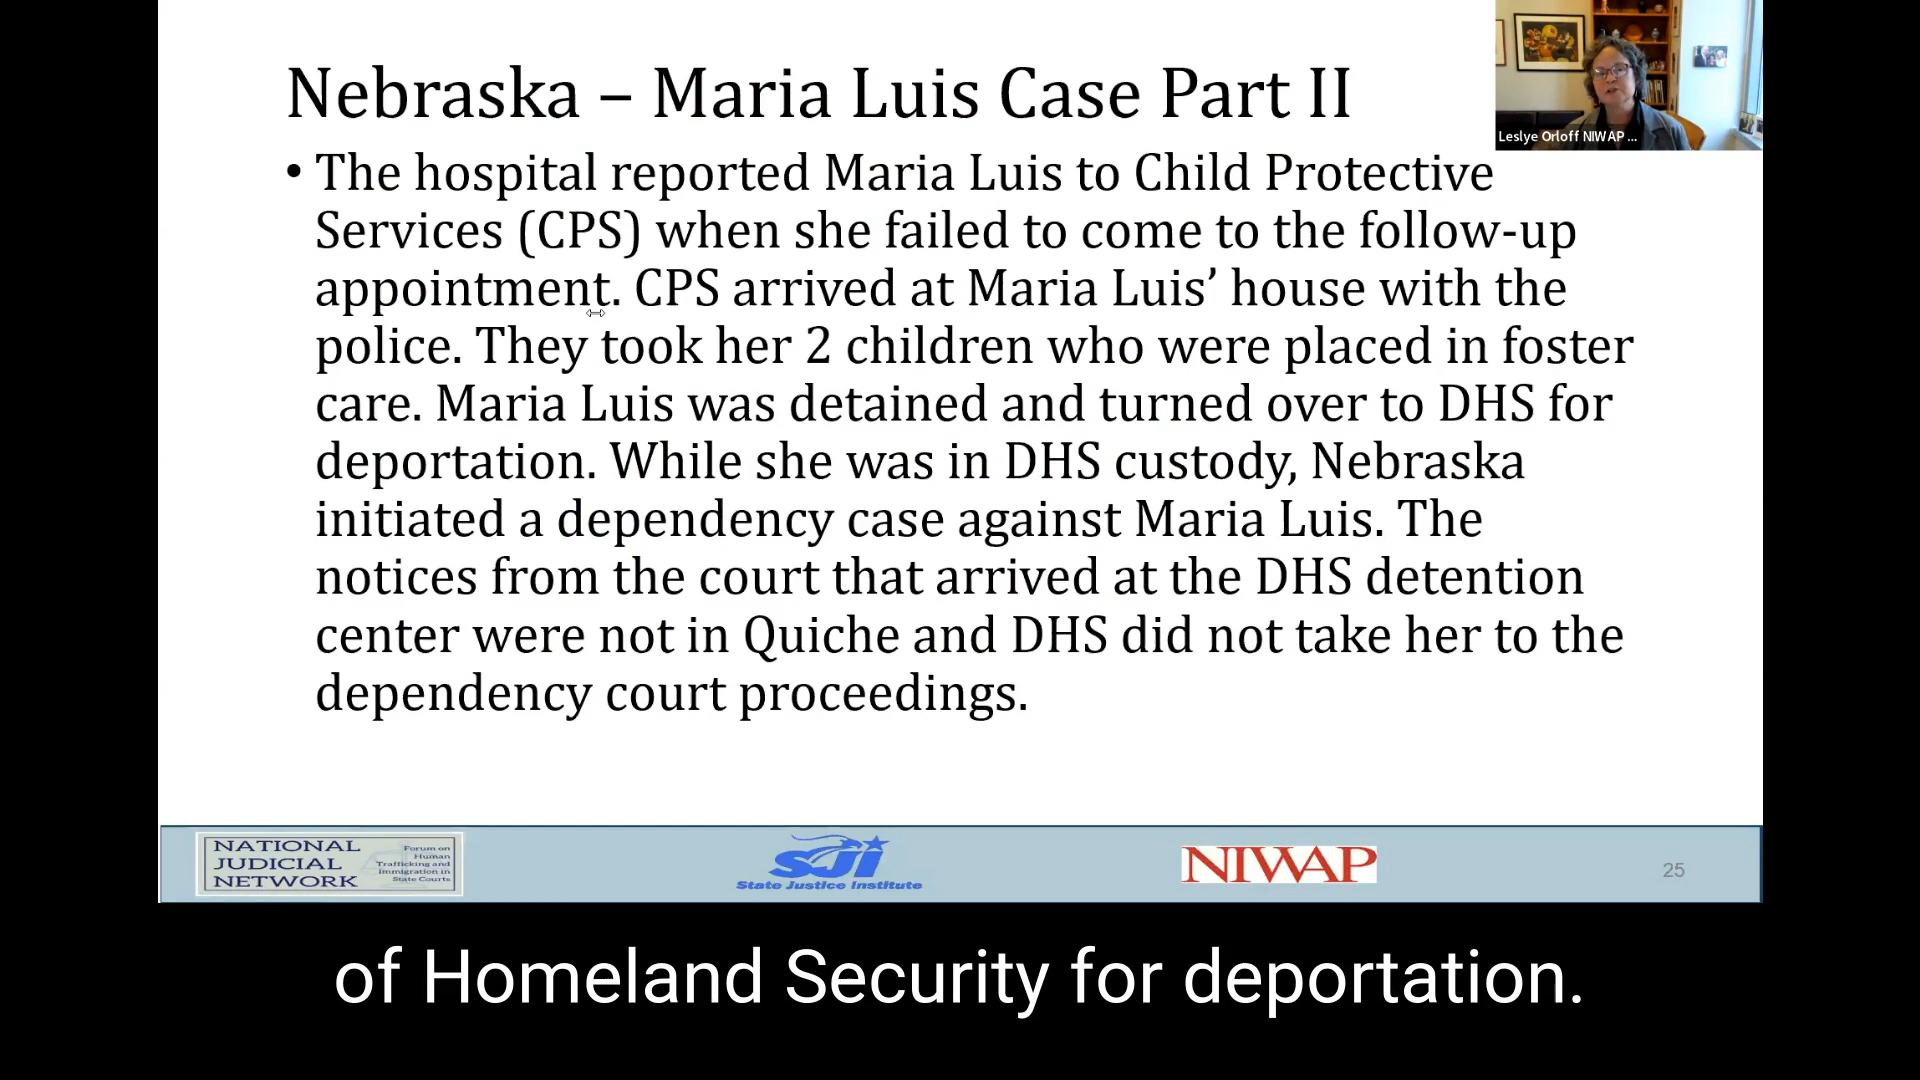 Nebraska – Maria Luis Case Part II
Leslye Orloff NIWAP ...
• The hospital reported Maria Luis to Child Protective
Services (CPS) when she failed to come to the follow-up
appointment. CPS arrived at Maria Luis’ house with the
police. They took her 2 children who were placed in foster
care. Maria Luis was detained and turned over to DHS for
deportation. While she was in DHS custody, Nebraska
initiated a dependency case against Maria Luis. The
notices from the court that arrived at the DHS detention
center were not in Quiche and DHS did not take her to the
dependency court proceedings.
NATIONAL
JUDICIAL
NETWORK
Forum on
Human
Trafficking and
Immigration in
State Courts
SJI
State Justice Institute
NIWAP
25
of Homeland Security for deportation.